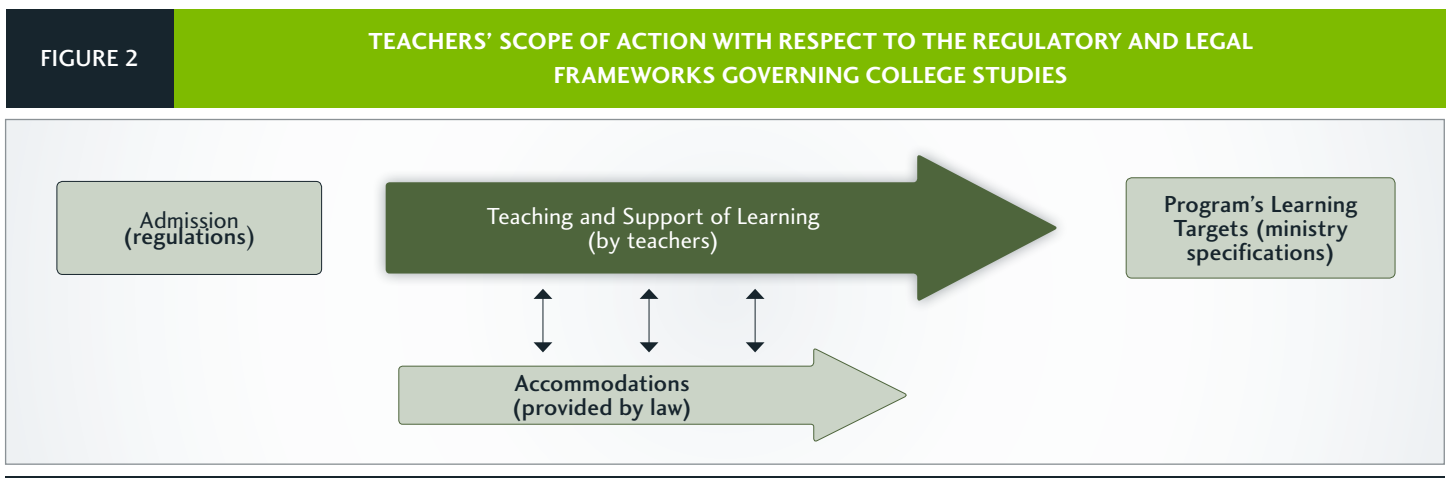 FIGURE 2
TEACHERS’ SCOPE OF ACTION WITH RESPECT TO THE REGULATORY AND LEGAL
FRAMEWORKS GOVERNING COLLEGE STUDIES
Admission
(regulations)
Teaching and Support of Learning
(by teachers)
Program’s Learning
Targets (ministry
specifications)
Accommodations
(provided by law)